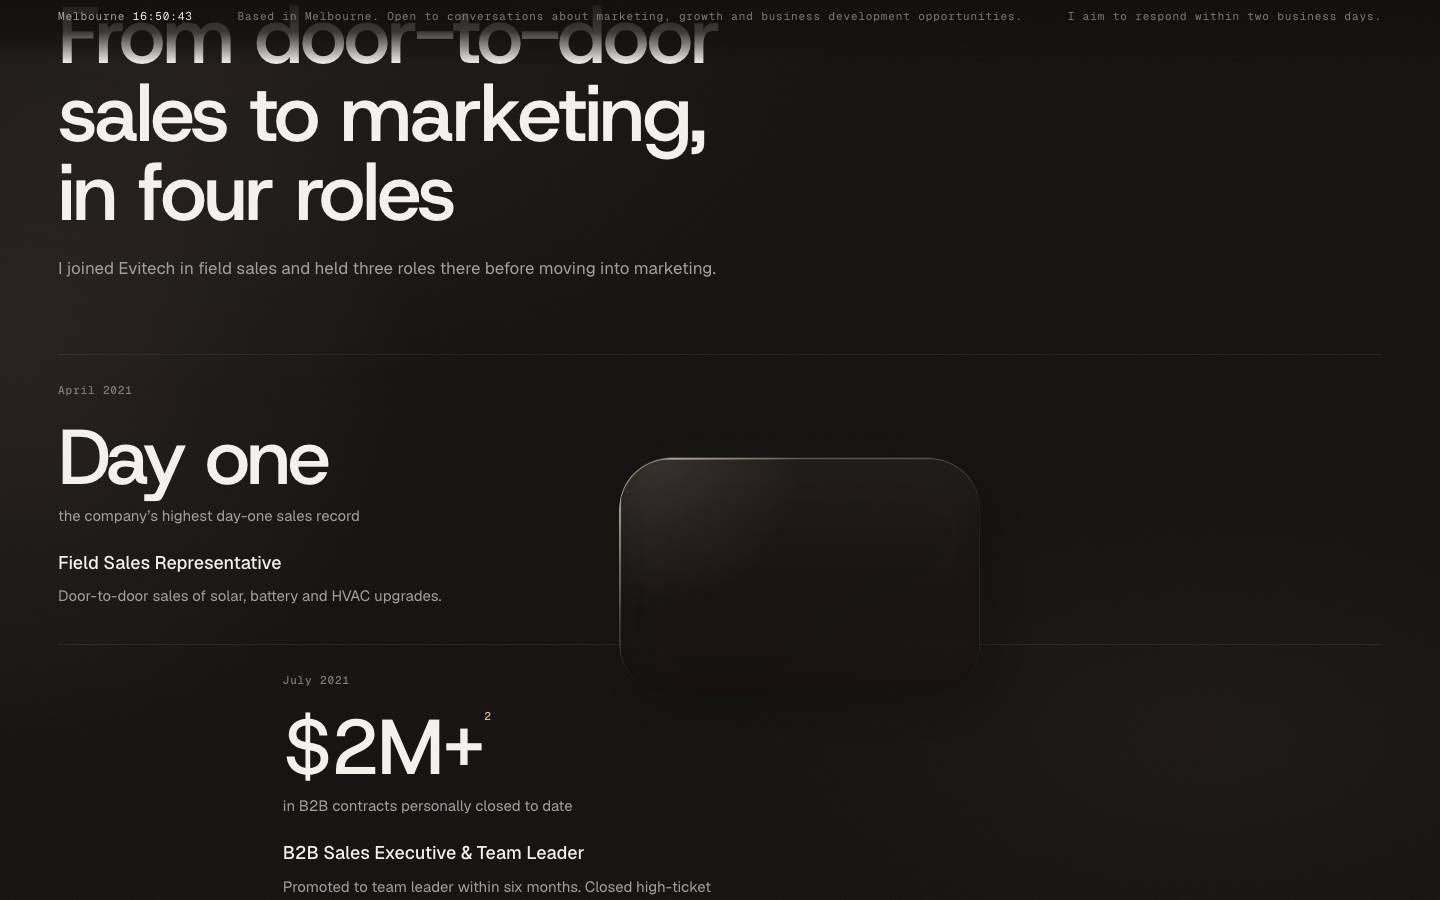 Melbourne 16:50:43
Based in Melbourne. Open to conversations about marketing, growth and business development opportunities.
I aim to respond within two business days.
From door-to-door
sales to marketing,
in four roles
I joined Evitech in field sales and held three roles there before moving into marketing.
April 2021
Day one
the company’s highest day-one sales record
Field Sales Representative
Door-to-door sales of solar, battery and HVAC upgrades.
July 2021
$2M+ 2
in B2B contracts personally closed to date
B2B Sales Executive & Team Leader
Promoted to team leader within six months. Closed high-ticket